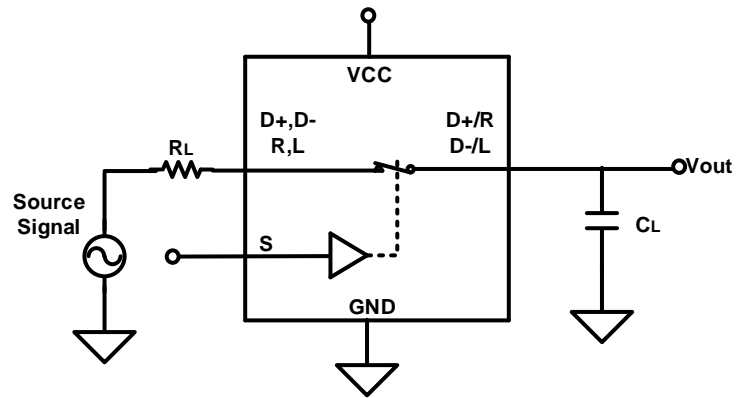 VCC
D+,D-
R,L
D+/R
D-/L
RL
Vout
Source
Signal
S
CL
GND